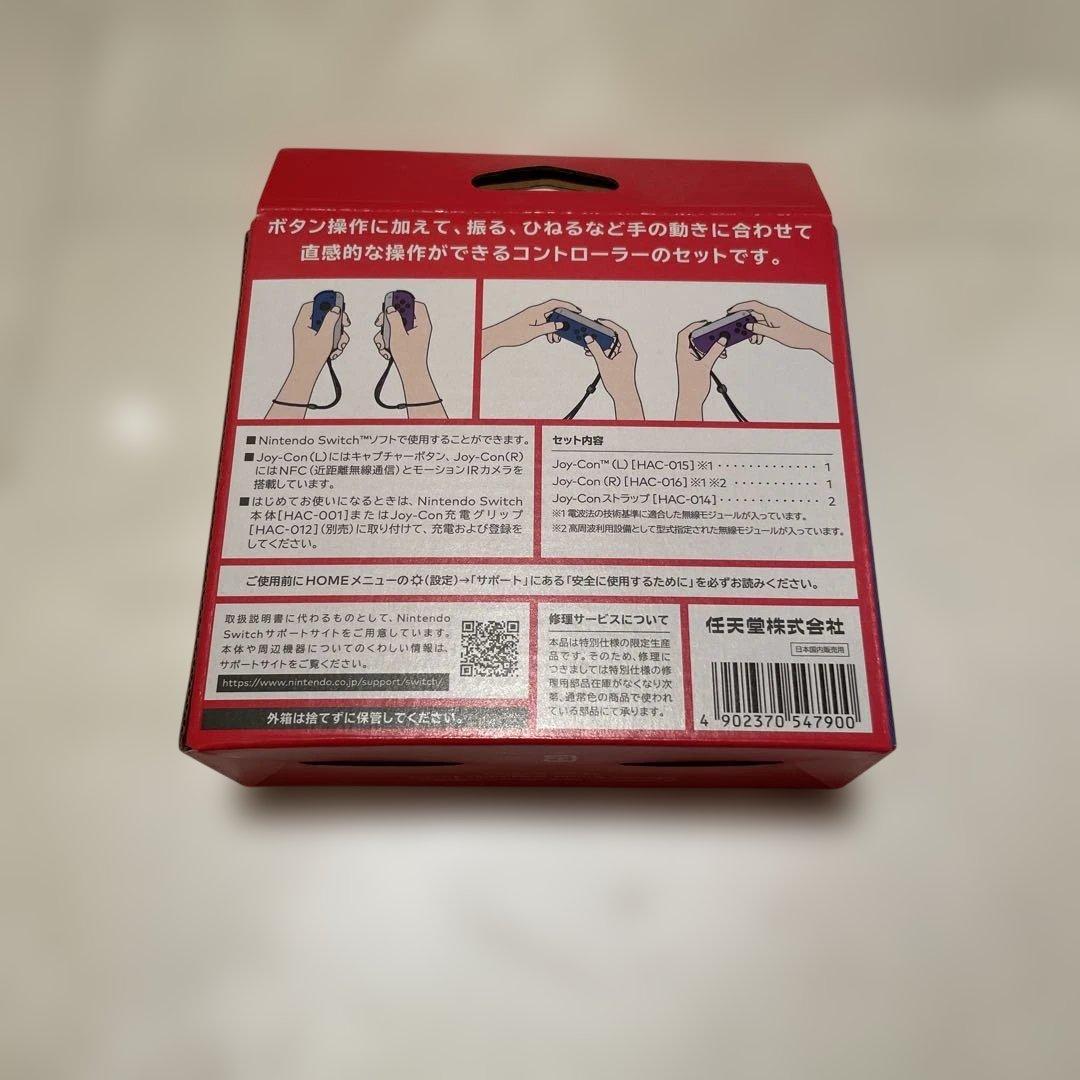 ボタン操作に加えて、振る、ひねるなど手の動きに合わせて
直感的な操作ができるコントローラーのセットです。
■Nintendo Switch™ソフトで使用することができます。
■Joy-Con(L)にはキャプチャーボタン、Joy-Con(R)
にはNFC(近距離無線通信)とモーションIRカメラを
搭載しています。
■はじめてお使いになるときは、Nintendo Switch
本体[HAC-001]またはJoy-Con充電グリップ
[HAC-012](別売)に取り付けて、充電および登録を
してください。
セット内容
Joy-Con™(L)[HAC-015]※1 ············· 1
Joy-Con(R)[HAC-016]※1※2 ··········· 1
Joy-Conストラップ[HAC-014]············ 2
※1 電波法の技術基準に適合した無線モジュールが入っています。
※2 高周波利用設備として型式指定された無線モジュールが入っています。
ご使用前にHOMEメニューの(設定)→「サポート」にある「安全に使用するために」を必ずお読みください。
取扱説明書に代わるものとして、Nintendo
Switchサポートサイトをご用意しています。
本体や周辺機器についてのくわしい情報は、
サポートサイトをご覧ください。
https://www.nintendo.co.jp/support/switch/
外箱は捨てずに保管してください。
修理サービスについて
本品は特別仕様の限定生産
品です。そのため、修理に
つきましては特別仕様の修
理用部品在庫がなくなり次
第、通常色の商品で使われ
ている部品にて承ります。
任天堂株式会社
日本国内販売用
4 902370 547900